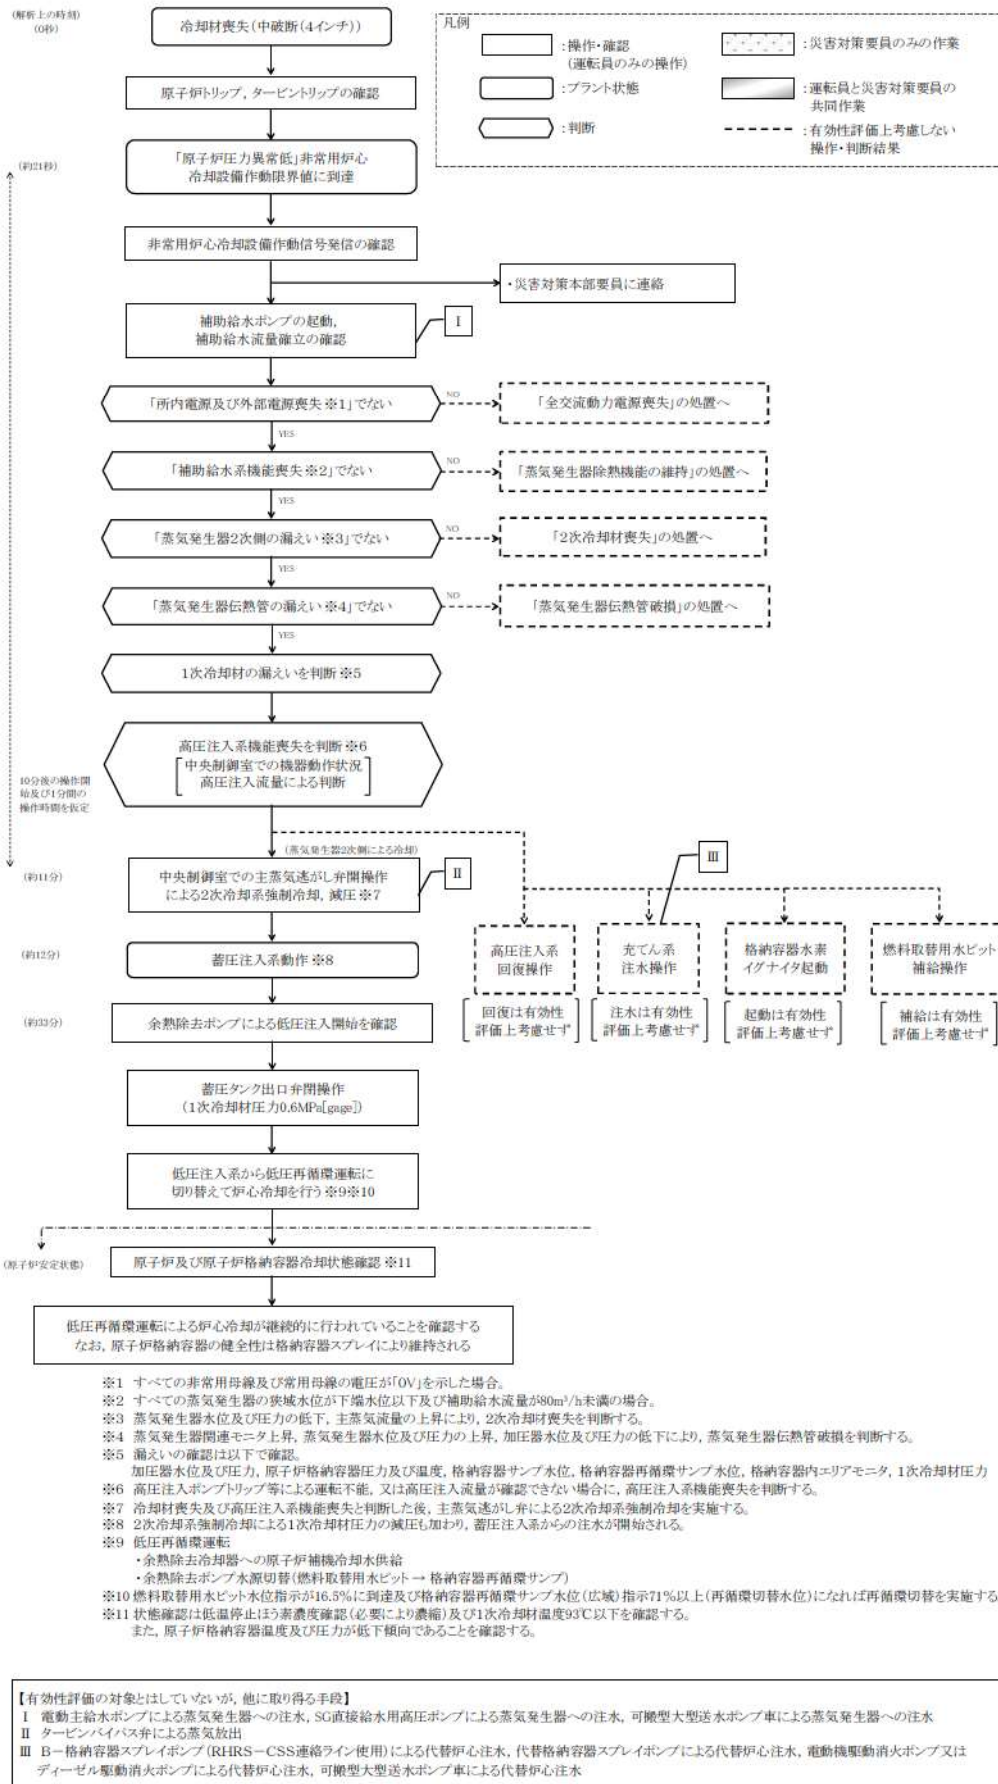 (解析上の時刻)
(0秒)
冷却材喪失(中破断(4インチ))
凡例
:操作・確認
(運転員のみの操作)
:災害対策要員のみの作業
:プラント状態
:運転員と災害対策要員の
共同作業
:判断
:有効性評価上考慮しない
操作・判断結果
原子炉トリップ,タービントリップの確認
(約21秒)
「原子炉圧力異常低」非常用炉心
冷却設備作動限界値に到達
非常用炉心冷却設備作動信号発信の確認
・災害対策本部要員に連絡
補助給水ポンプの起動,
補助給水流量確立の確認
Ⅰ
「所内電源及び外部電源喪失※1」でない
NO
「全交流動力電源喪失」の処置へ
YES
「補助給水系機能喪失※2」でない
NO
「蒸気発生器除熱機能の維持」の処置へ
YES
「蒸気発生器2次側の漏えい※3」でない
NO
「2次冷却材喪失」の処置へ
YES
「蒸気発生器伝熱管の漏えい※4」でない
NO
「蒸気発生器伝熱管破損」の処置へ
YES
1次冷却材の漏えいを判断※5
高圧注入系機能喪失を判断※6
中央制御室での機器動作状況
高圧注入流量による判断
10分後の操作開
始及び1分間の
操作時間を仮定
(蒸気発生器2次側による冷却)
(約11分)
中央制御室での主蒸気逃がし弁開操作
による2次冷却系強制冷却,減圧※7
Ⅱ
Ⅲ
(約12分)
蓄圧注入系動作※8
高圧注入系
回復操作
充てん系
注水操作
格納容器水素
イグナイタ起動
燃料取替用水ピット
補給操作
回復は有効性
評価上考慮せず
注水は有効性
評価上考慮せず
起動は有効性
評価上考慮せず
補給は有効性
評価上考慮せず
(約33分)
余熱除去ポンプによる低圧注入開始を確認
蓄圧タンク出口弁閉操作
(1次冷却材圧力0.6MPa[gage])
低圧注入系から低圧再循環運転に
切り替えて炉心冷却を行う※9※10
(原子炉安定状態)
原子炉及び原子炉格納容器冷却状態確認※11
低圧再循環運転による炉心冷却が継続的に行われていることを確認する
なお,原子炉格納容器の健全性は格納容器スプレイにより維持される
※1 すべての非常用母線及び常用母線の電圧が「0V」を示した場合。
※2 すべての蒸気発生器の狭域水位が下端水位以下及び補助給水流量が80m³/h未満の場合。
※3 蒸気発生器水位及び圧力の低下,主蒸気流量の上昇により,2次冷却材喪失を判断する。
※4 蒸気発生器関連モニタ上昇,蒸気発生器水位及び圧力の上昇,加圧器水位及び圧力の低下により,蒸気発生器伝熱管破損を判断する。
※5 漏えいの確認は以下で確認。
加圧器水位及び圧力,原子炉格納容器圧力及び温度,格納容器サンプ水位,格納容器再循環サンプ水位,格納容器内エリアモニタ,1次冷却材圧力
※6 高圧注入ポンプトリップ等による運転不能,又は高圧注入流量が確認できない場合に,高圧注入系機能喪失を判断する。
※7 冷却材喪失及び高圧注入系機能喪失と判断した後,主蒸気逃がし弁による2次冷却系強制冷却を実施する。
※8 2次冷却系強制冷却による1次冷却材圧力の減圧も加わり,蓄圧注入系からの注水が開始される。
※9 低圧再循環運転
・余熱除去冷却器への原子炉補機冷却水供給
・余熱除去ポンプ水源切替(燃料取替用水ピット → 格納容器再循環サンプ)
※10 燃料取替用水ピット水位指示が16.5%に到達及び格納容器再循環サンプ水位(広域)指示71%以上(再循環切替水位)になれば再循環切替を実施する。
※11 状態確認は低温停止ほう素濃度確認(必要により濃縮)及び1次冷却材温度93℃以下を確認する。
また,原子炉格納容器温度及び圧力が低下傾向であることを確認する。
【有効性評価の対象とはしていないが,他に取り得る手段】
Ⅰ 電動主給水ポンプによる蒸気発生器への注水,SG直接給水用高圧ポンプによる蒸気発生器への注水,可搬型大型送水ポンプ車による蒸気発生器への注水
Ⅱ タービンバイパス弁による蒸気放出
Ⅲ B-格納容器スプレイポンプ(RHRS-CSS連絡ライン使用)による代替炉心注水,代替格納容器スプレイポンプによる代替炉心注水,電動機駆動消火ポンプ又は
ディーゼル駆動消火ポンプによる代替炉心注水,可搬型大型送水ポンプ車による代替炉心注水